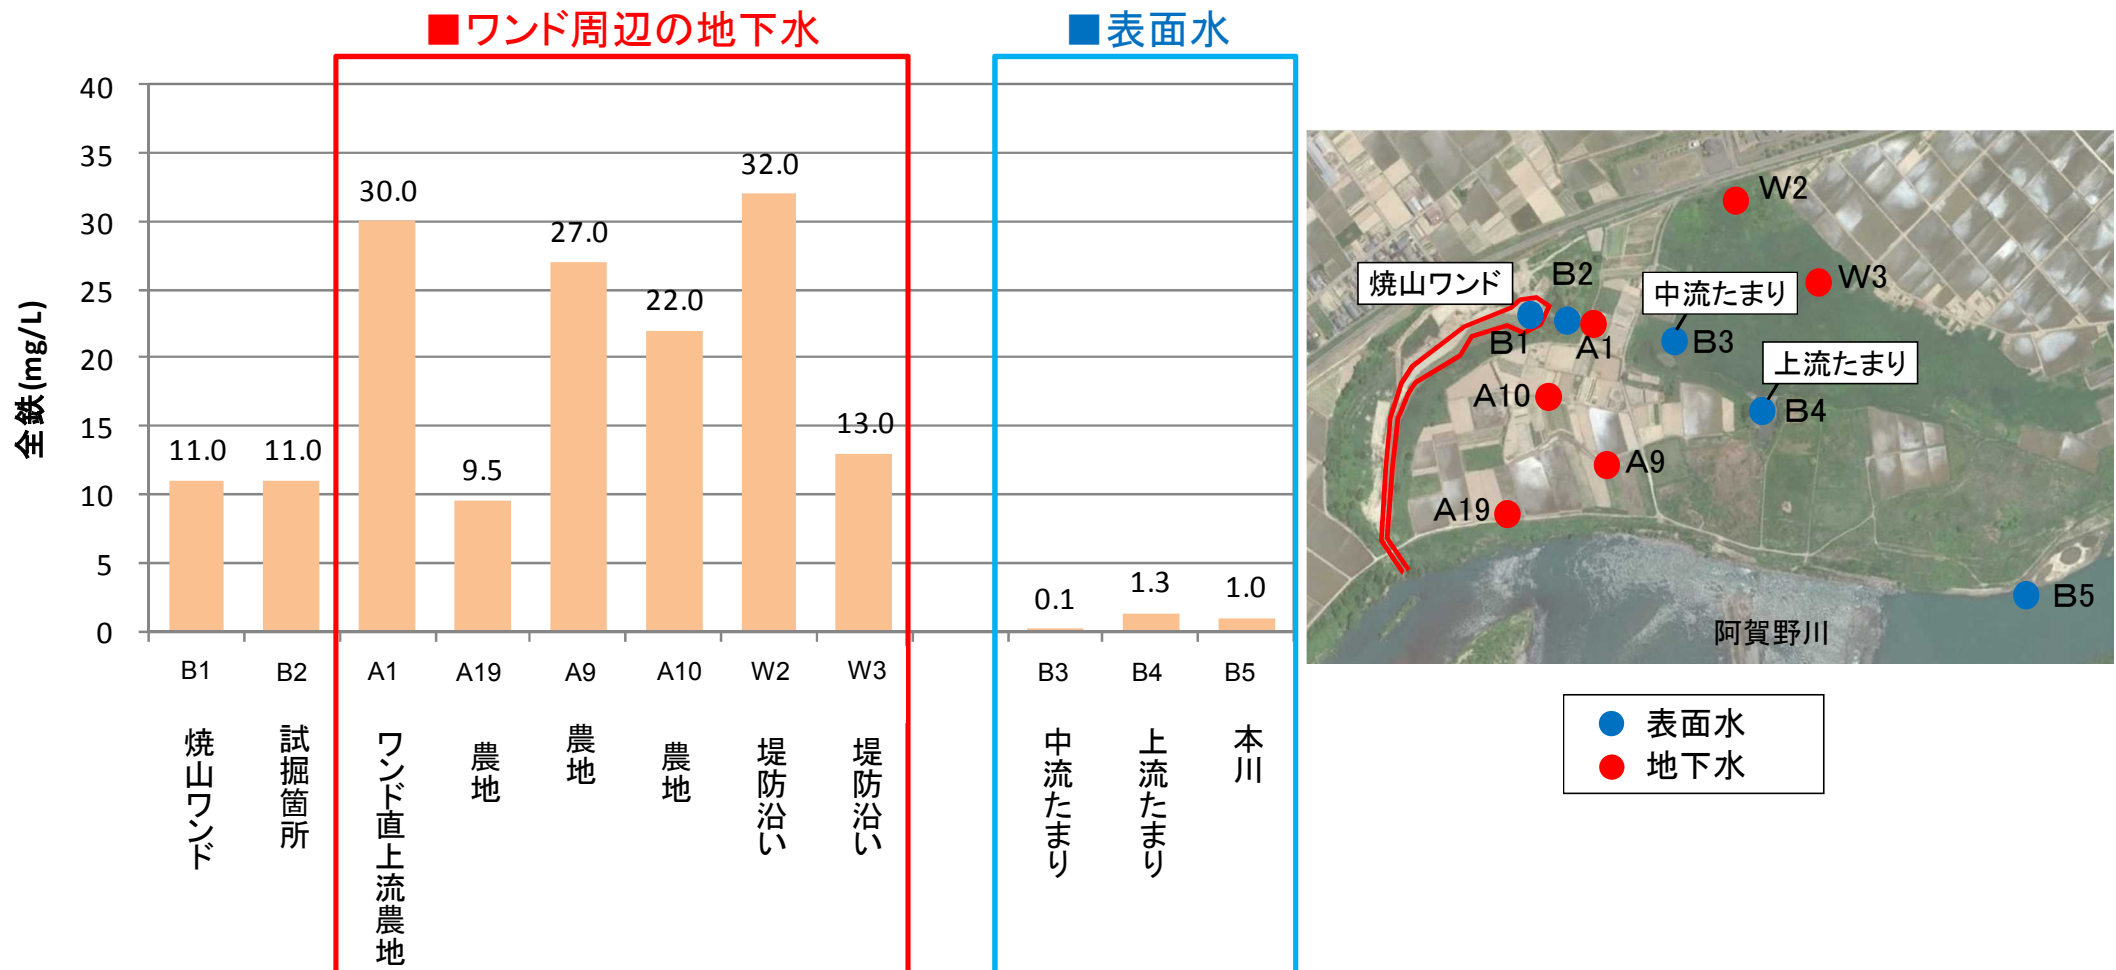 ■ワンド周辺の地下水
■表面水
全鉄(mg/L)
40
35
30
25
20
15
10
5
0
11.0
11.0
30.0
9.5
27.0
22.0
32.0
13.0
0.1
1.3
1.0
B1
B2
A1
A19
A9
A10
W2
W3
B3
B4
B5
焼山ワンド
試掘箇所
ワンド直上流農地
農地
農地
農地
堤防沿い
堤防沿い
中流たまり
上流たまり
本川
W2
W3
焼山ワンド
B2
中流たまり
B1
A1
B3
上流たまり
A10
B4
A9
A19
B5
阿賀野川
表面水
地下水